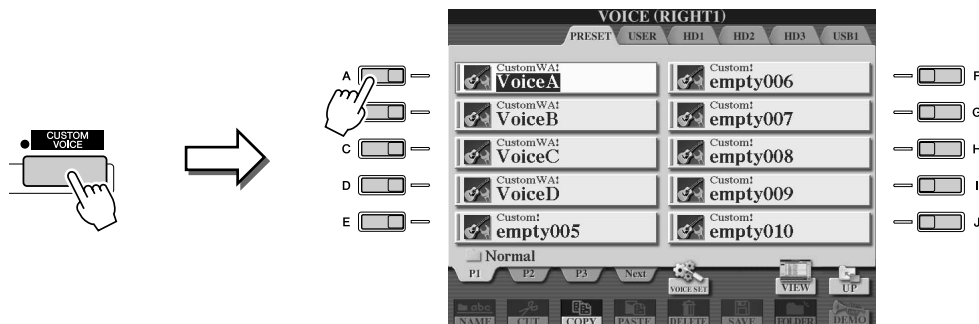 CUSTOM
VOICE
A
C
D
E
VOICE (RIGHT1)
PRESET USER HD1 HD2 HD3 USB1
CustomWA!
VoiceA
CustomWA!
VoiceB
CustomWA!
VoiceC
CustomWA!
VoiceD
Custom!
empty005
Custom!
empty006
Custom!
empty007
Custom!
empty008
Custom!
empty009
Custom!
empty010
Normal
P1 P2 P3 Next
VOICE SET
VIEW
UP
abc
NAME CUT COPY PASTE DELETE SAVE FOLDER DEMO
F
G
H
I
J